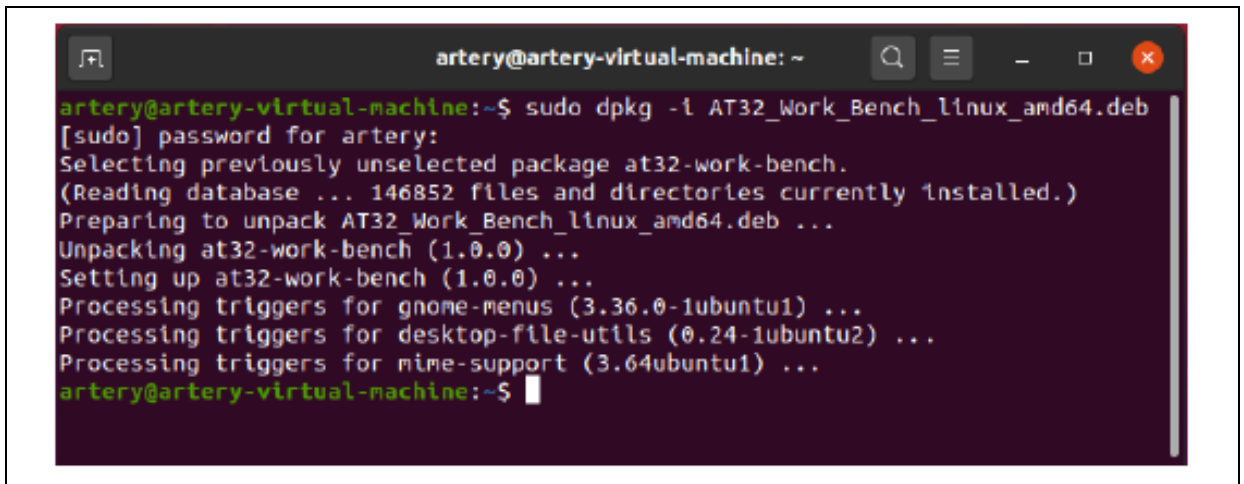 artery@artery-virtual-machine: ~
artery@artery-virtual-machine:~$ sudo dpkg -i AT32_Work_Bench_linux_amd64.deb
[sudo] password for artery:
Selecting previously unselected package at32-work-bench.
(Reading database ... 146852 files and directories currently installed.)
Preparing to unpack AT32_Work_Bench_linux_amd64.deb ...
Unpacking at32-work-bench (1.0.0) ...
Setting up at32-work-bench (1.0.0) ...
Processing triggers for gnome-menus (3.36.0-1ubuntu1) ...
Processing triggers for desktop-file-utils (0.24-1ubuntu2) ...
Processing triggers for mime-support (3.64ubuntu1) ...
artery@artery-virtual-machine:~$